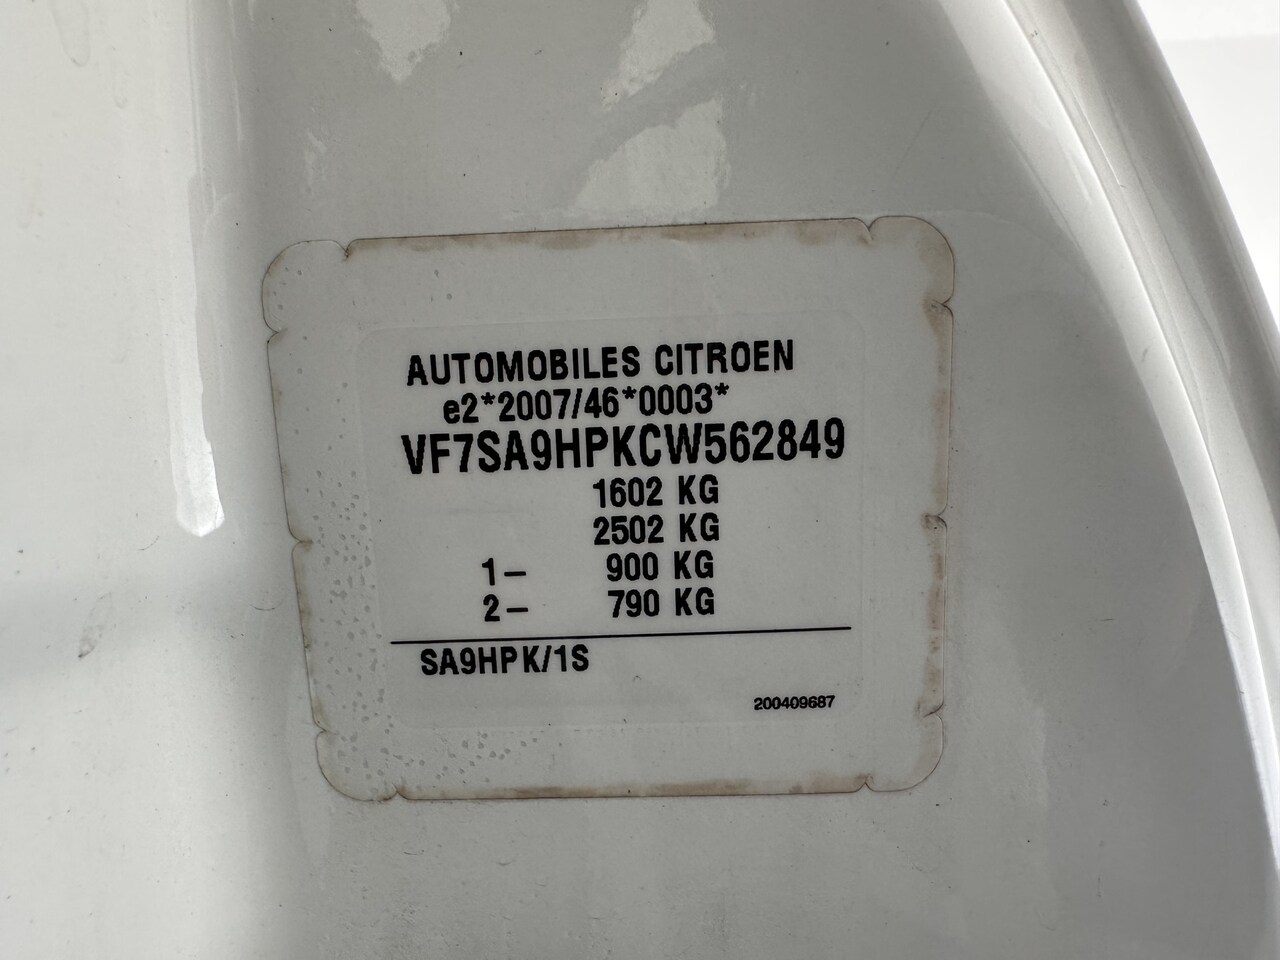 AUTOMOBILES CITROEN
e2*2007/46*0003*
VF7SA9HPKCW562849
1602 KG
2502 KG
1– 900 KG
2– 790 KG
SA9HPK/1S
200409687